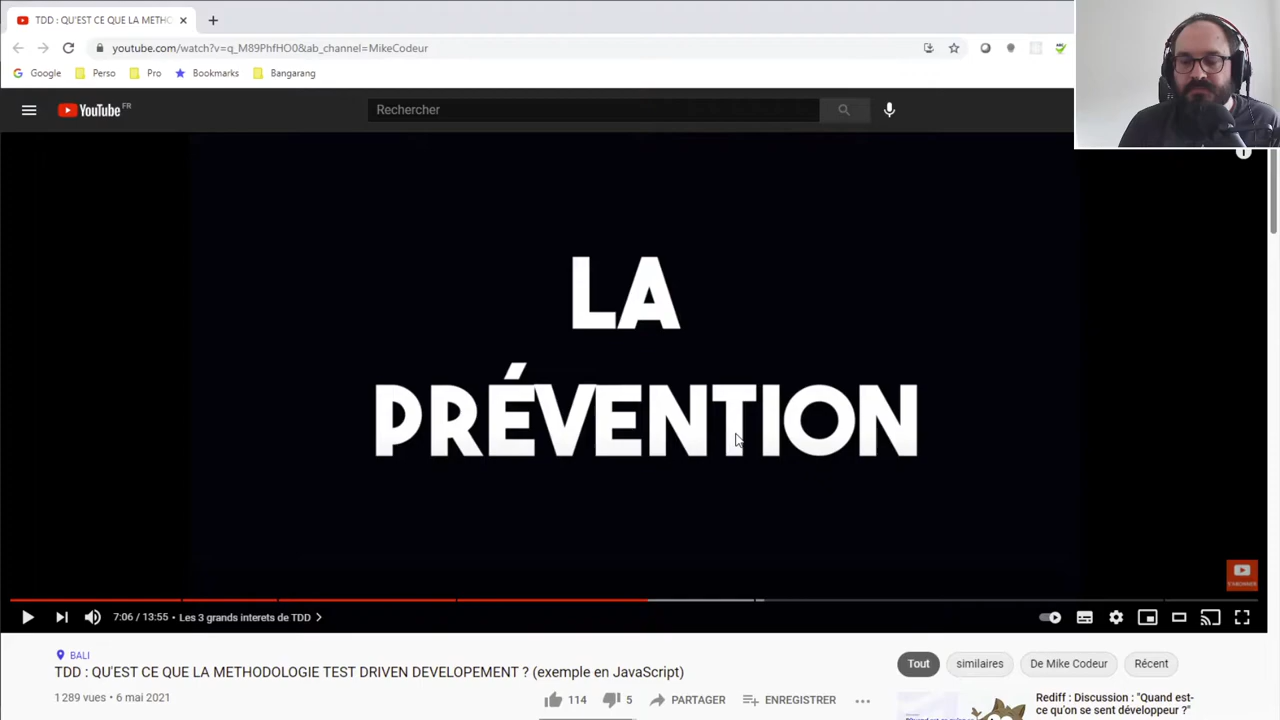 TDD : QU'EST CE QUE LA METHO
youtube.com/watch?v=q_M89PhfHO0&ab_channel=MikeCodeur
Google Perso Pro Bookmarks Bangarang
YouTube FR
Rechercher
LA
PRÉVENTION
S'ABONNER
7:06 / 13:55 • Les 3 grands interets de TDD
BALI
TDD : QU'EST CE QUE LA METHODOLOGIE TEST DRIVEN DEVELOPEMENT ? (exemple en JavaScript)
1 289 vues • 6 mai 2021
114 5 PARTAGER ENREGISTRER
Tout similaires De Mike Codeur Récent
Rediff : Discussion : "Quand est-
ce qu'on se sent développeur ?"